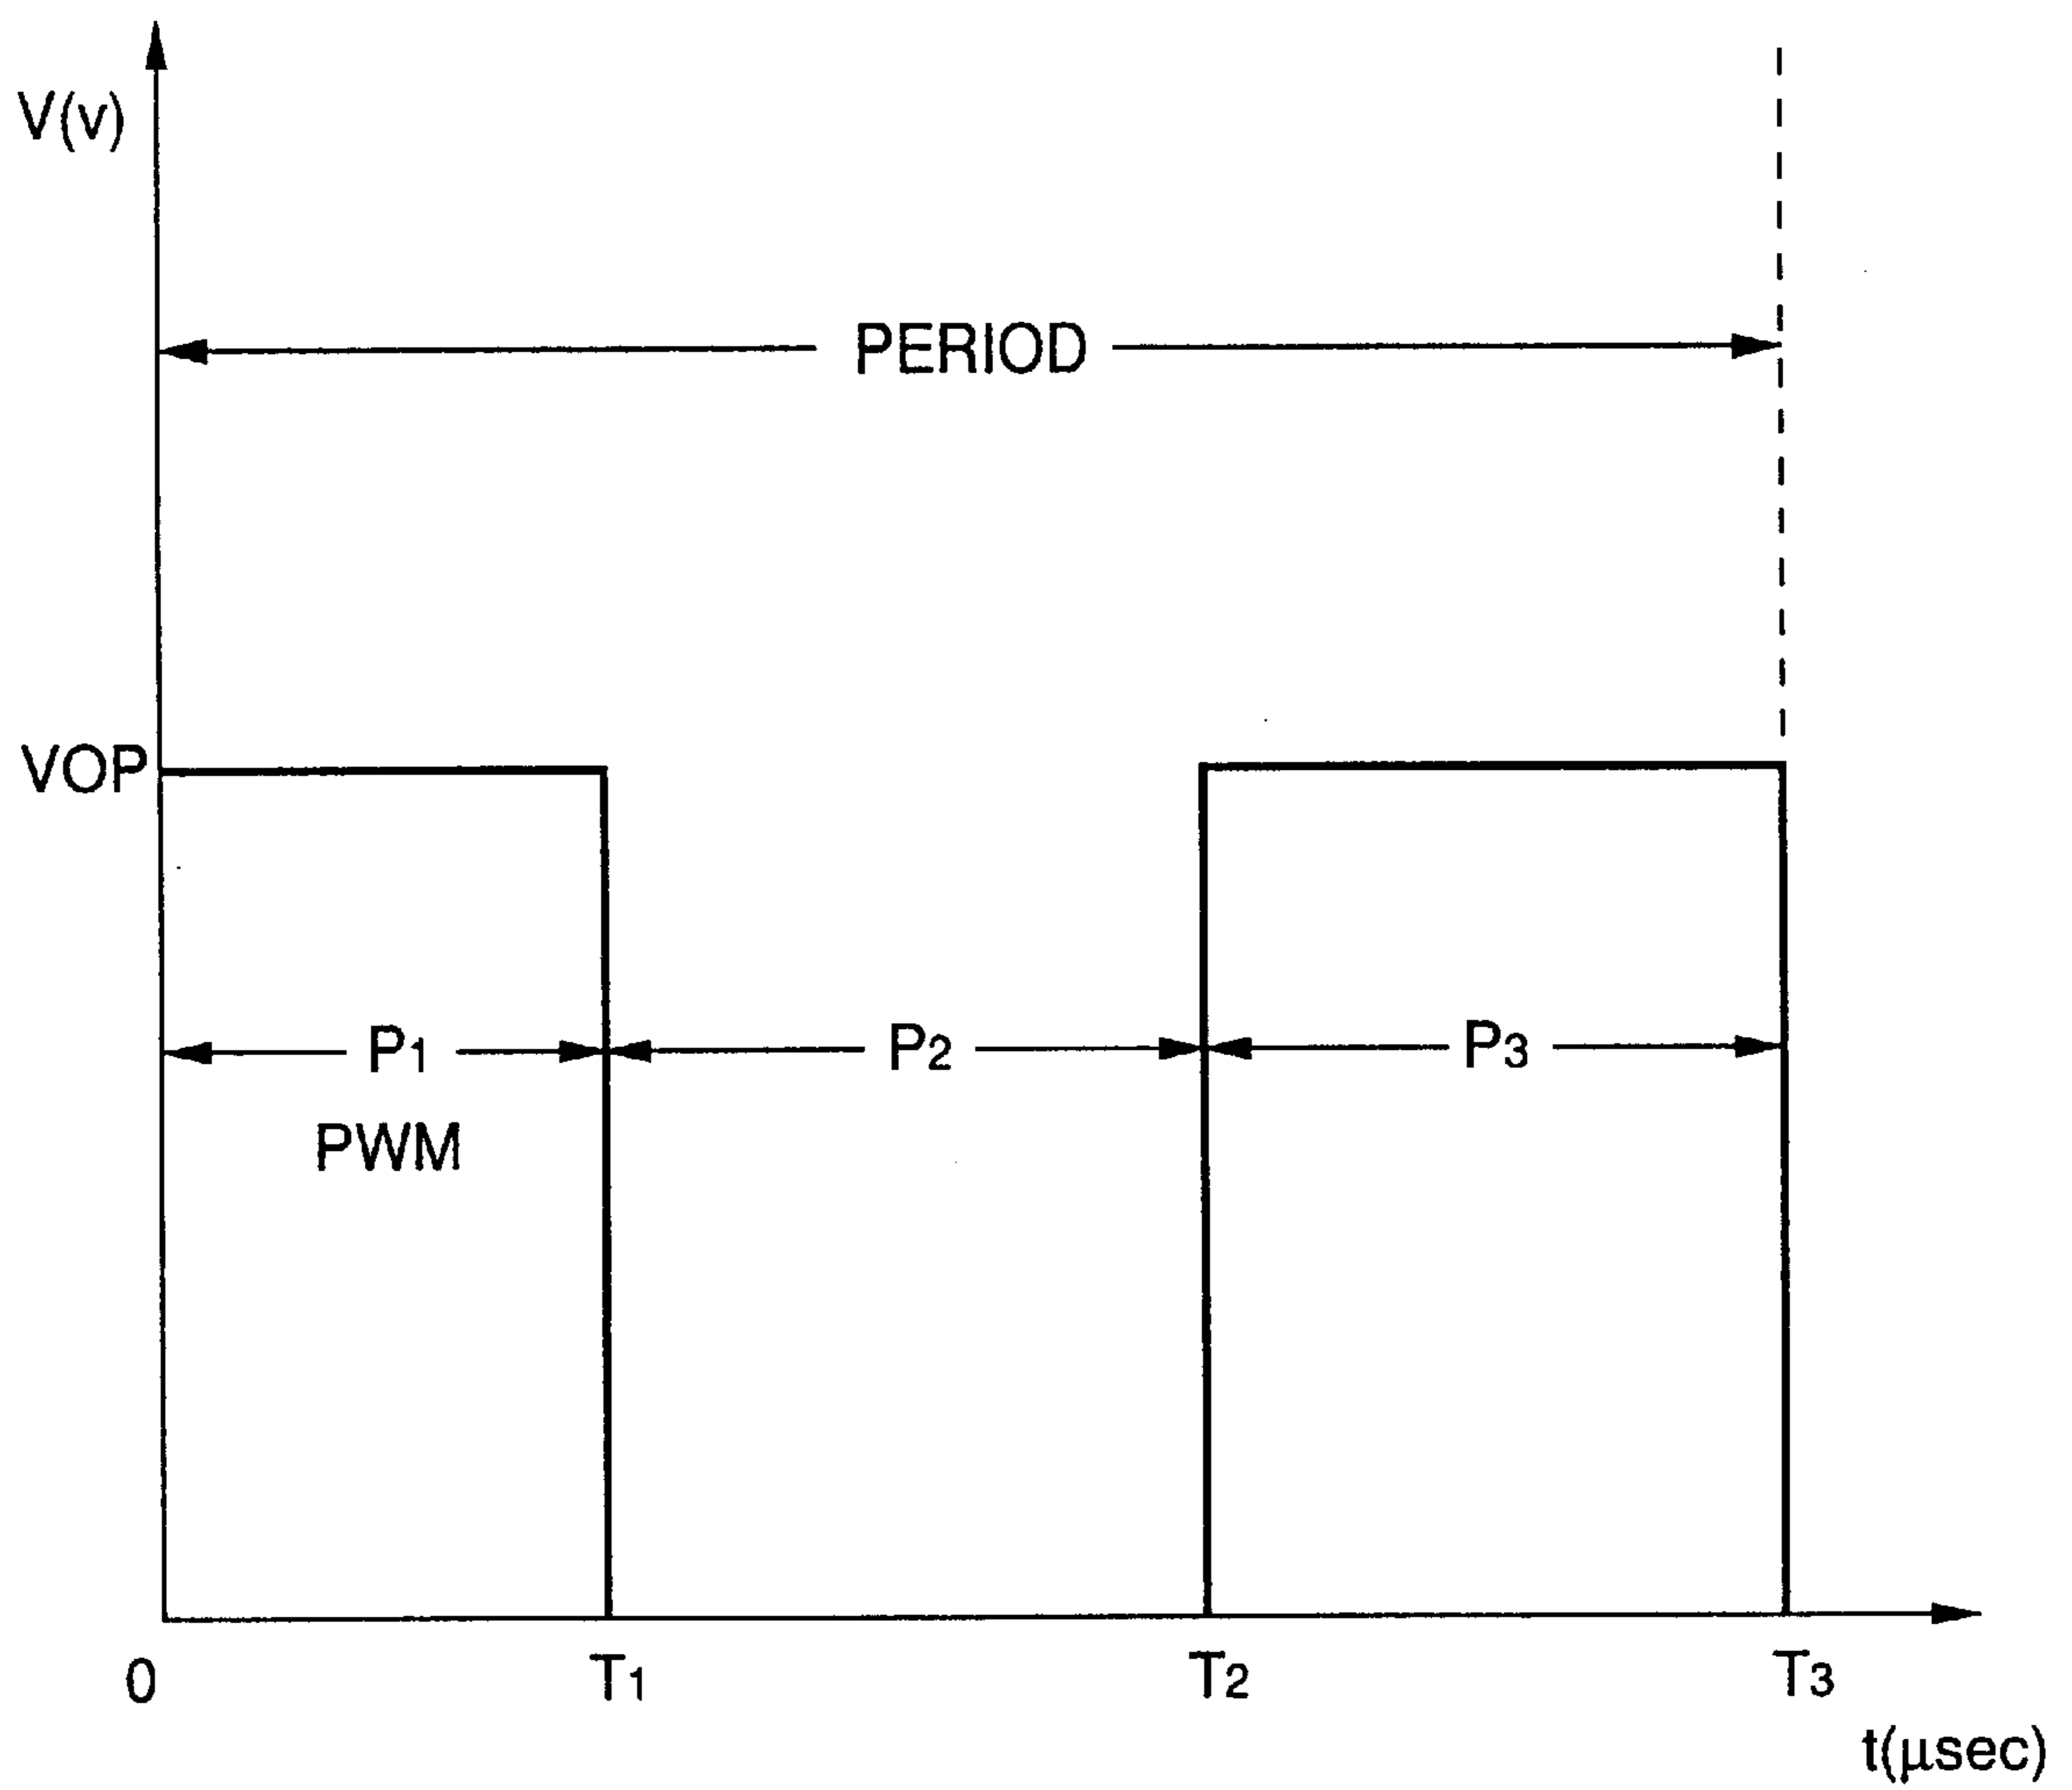 V(v)
PERIOD
VOP
P1 P2 P3
PWM
0 T1 T2 T3
t(μsec)